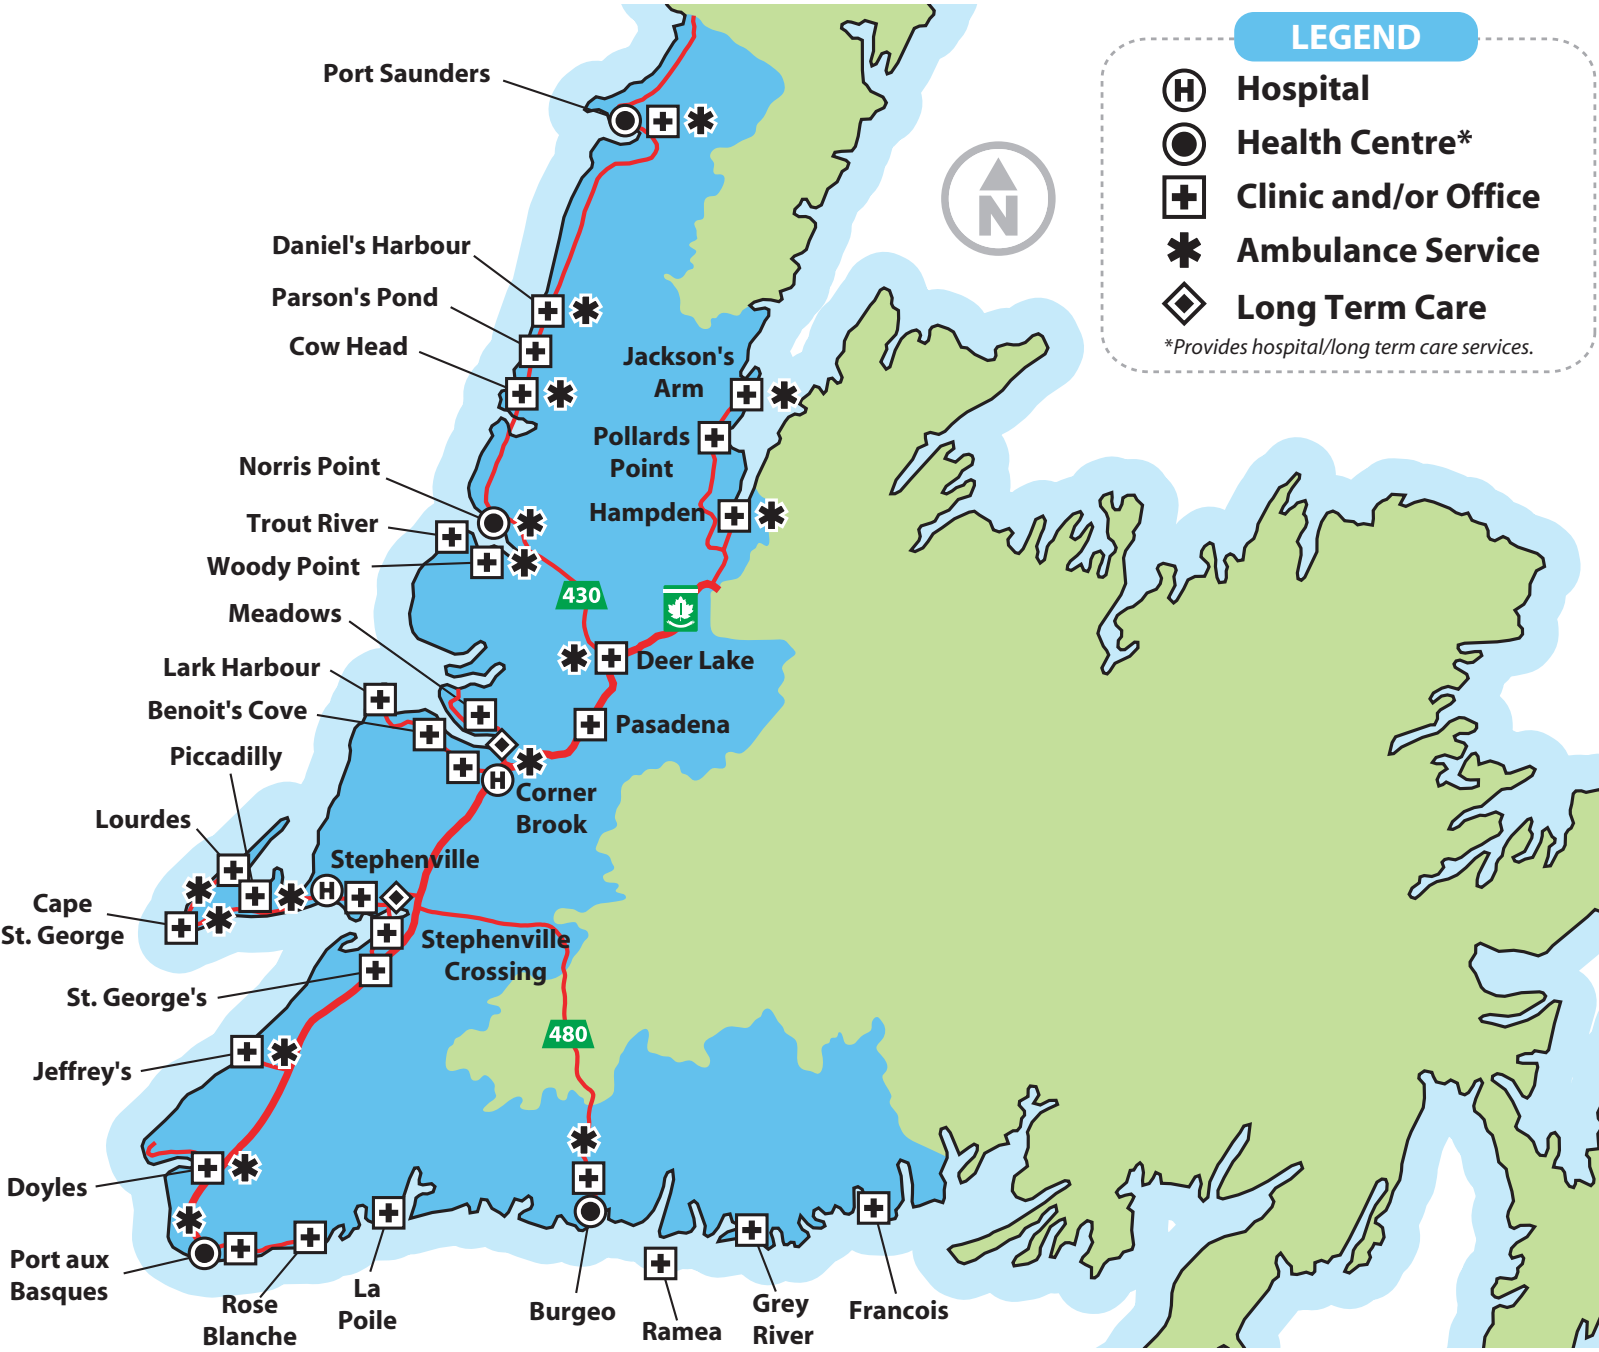 LEGEND
H Hospital
Health Centre*
Clinic and/or Office
Ambulance Service
Long Term Care
*Provides hospital/long term care services.
N
Port Saunders
Daniel's Harbour
Parson's Pond
Cow Head
Jackson's
Arm
Pollards
Point
Norris Point
Hampden
Trout River
Woody Point
430
1
Meadows
Deer Lake
Lark Harbour
Benoit's Cove
Pasadena
Piccadilly
H
Corner
Brook
Lourdes
Stephenville
H
Cape
St. George
Stephenville
Crossing
St. George's
480
Jeffrey's
Doyles
Port aux
Basques
Rose
Blanche
La
Poile
Burgeo
Ramea
Grey
River
Francois